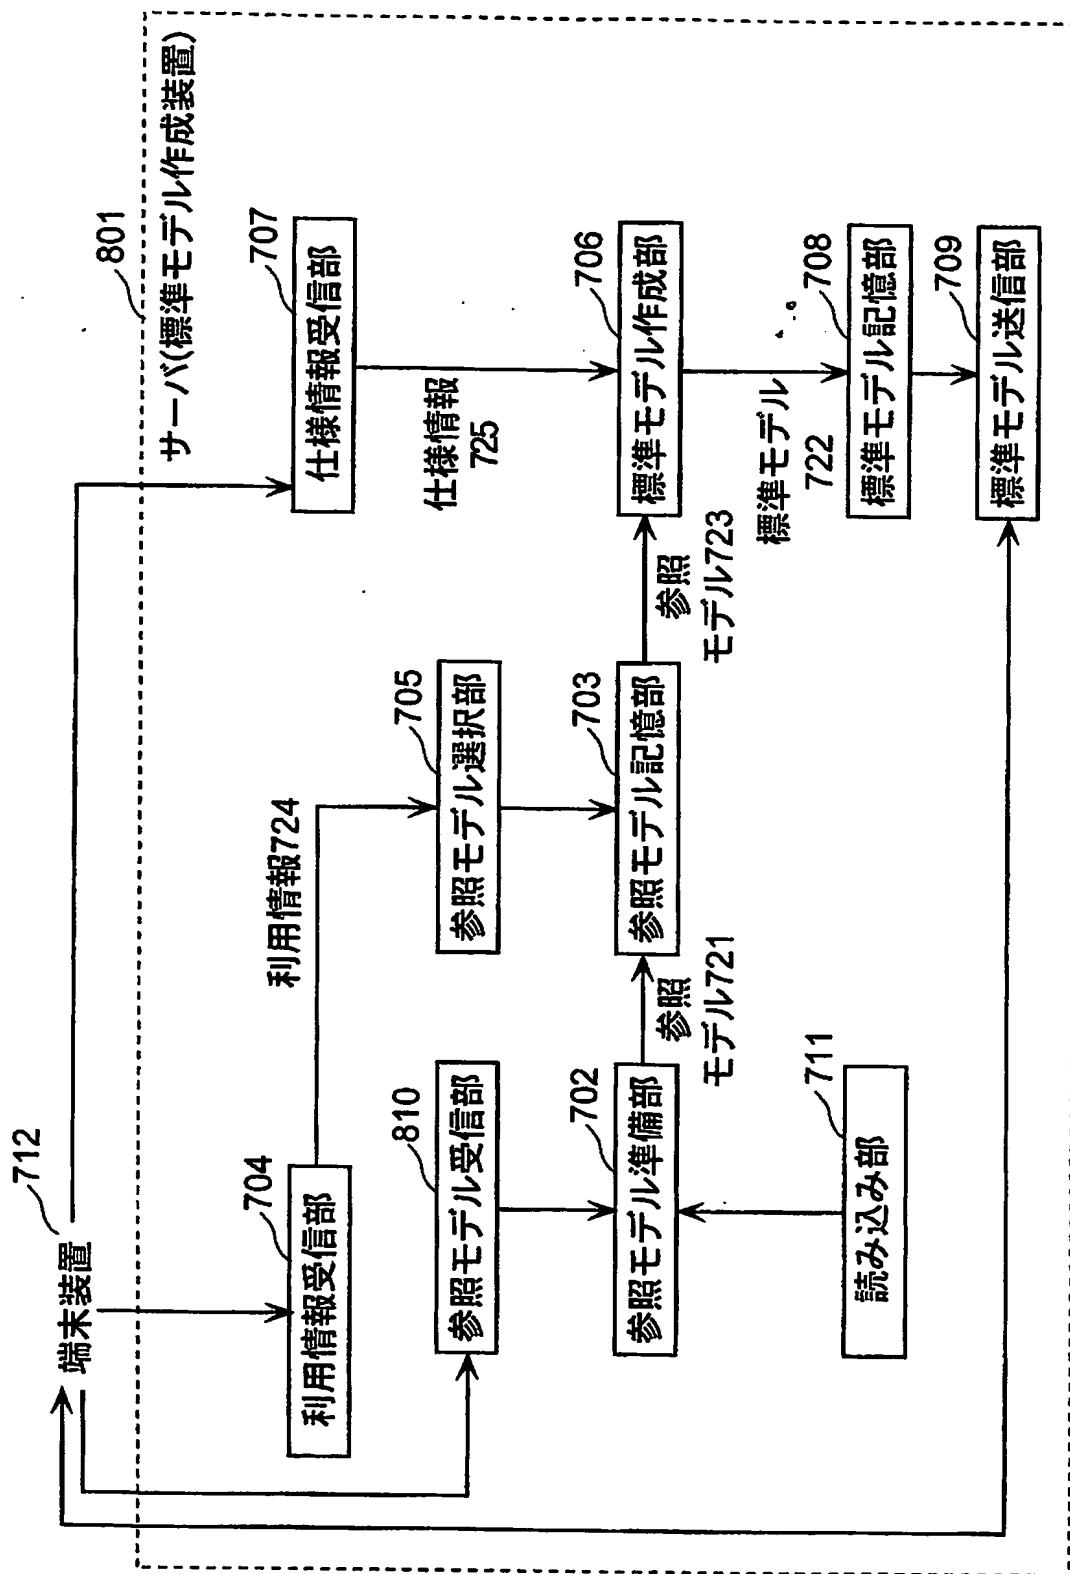 801
サーバ(標準モデル作成装置)
712
端末装置
704
利用情報受信部
利用情報724
707
仕様情報受信部
仕様情報
725
810
参照モデル受信部
705
参照モデル選択部
702
参照モデル準備部
参照
モデル721
703
参照モデル記憶部
参照
モデル723
706
標準モデル作成部
標準モデル
722
711
読み込み部
708
標準モデル記憶部
709
標準モデル送信部